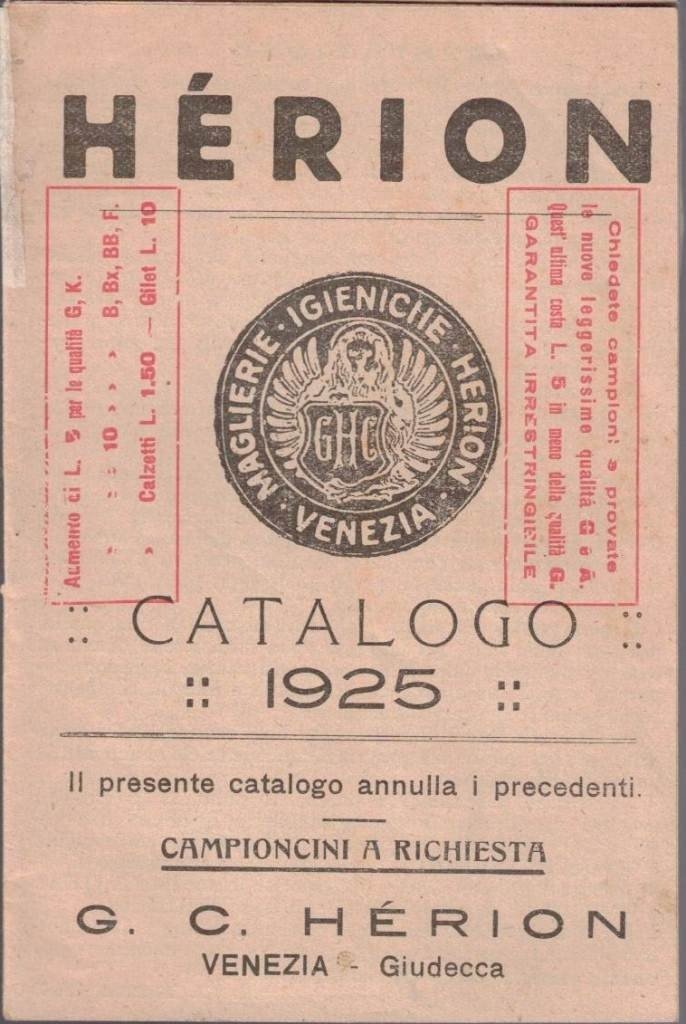 HÉRION
Aumento di L. 5 per le qualità G, K.
» » 10 » » » B, Bx, BB, F.
» Calzetti L. 1.50 — Gilet L. 10
Chiedete campioni e provate
le nuove leggerissime qualità G e A.
Quest' ultima costa L. 5 in meno della qualità G.
GARANTITA IRRESTRINGIBILE
MAGLIERIE · IGIENICHE · HERION ·
GHC
· VENEZIA ·
:: CATALOGO ::
:: 1925 ::
Il presente catalogo annulla i precedenti.
CAMPIONCINI A RICHIESTA
G. C. HÉRION
VENEZIA - Giudecca